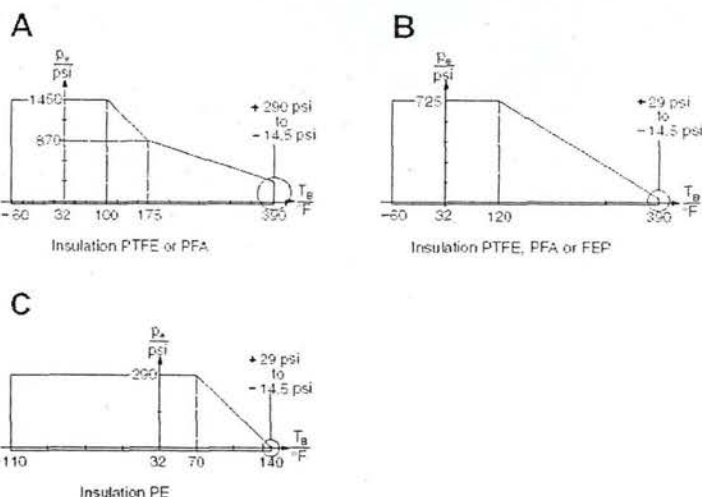 A
pe
psi
1450
870
+290 psi
to
−14.5 psi
TB
°F
−60 32 100 175 390
Insulation PTFE or PFA
B
pe
psi
725
+29 psi
to
−14.5 psi
TB
°F
−60 32 120 390
Insulation PTFE, PFA or FEP
C
pe
psi
290
+29 psi
to
−14.5 psi
TB
°F
−110 32 70 140
Insulation PE